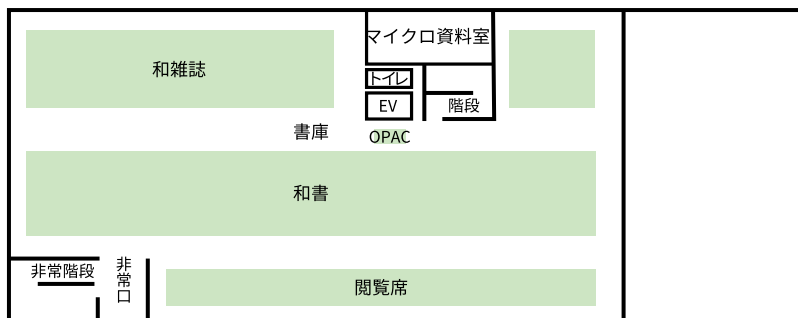 マイクロ資料室
和雑誌
トイレ
EV
階段
書庫
OPAC
和書
非常階段
非常口
閲覧席